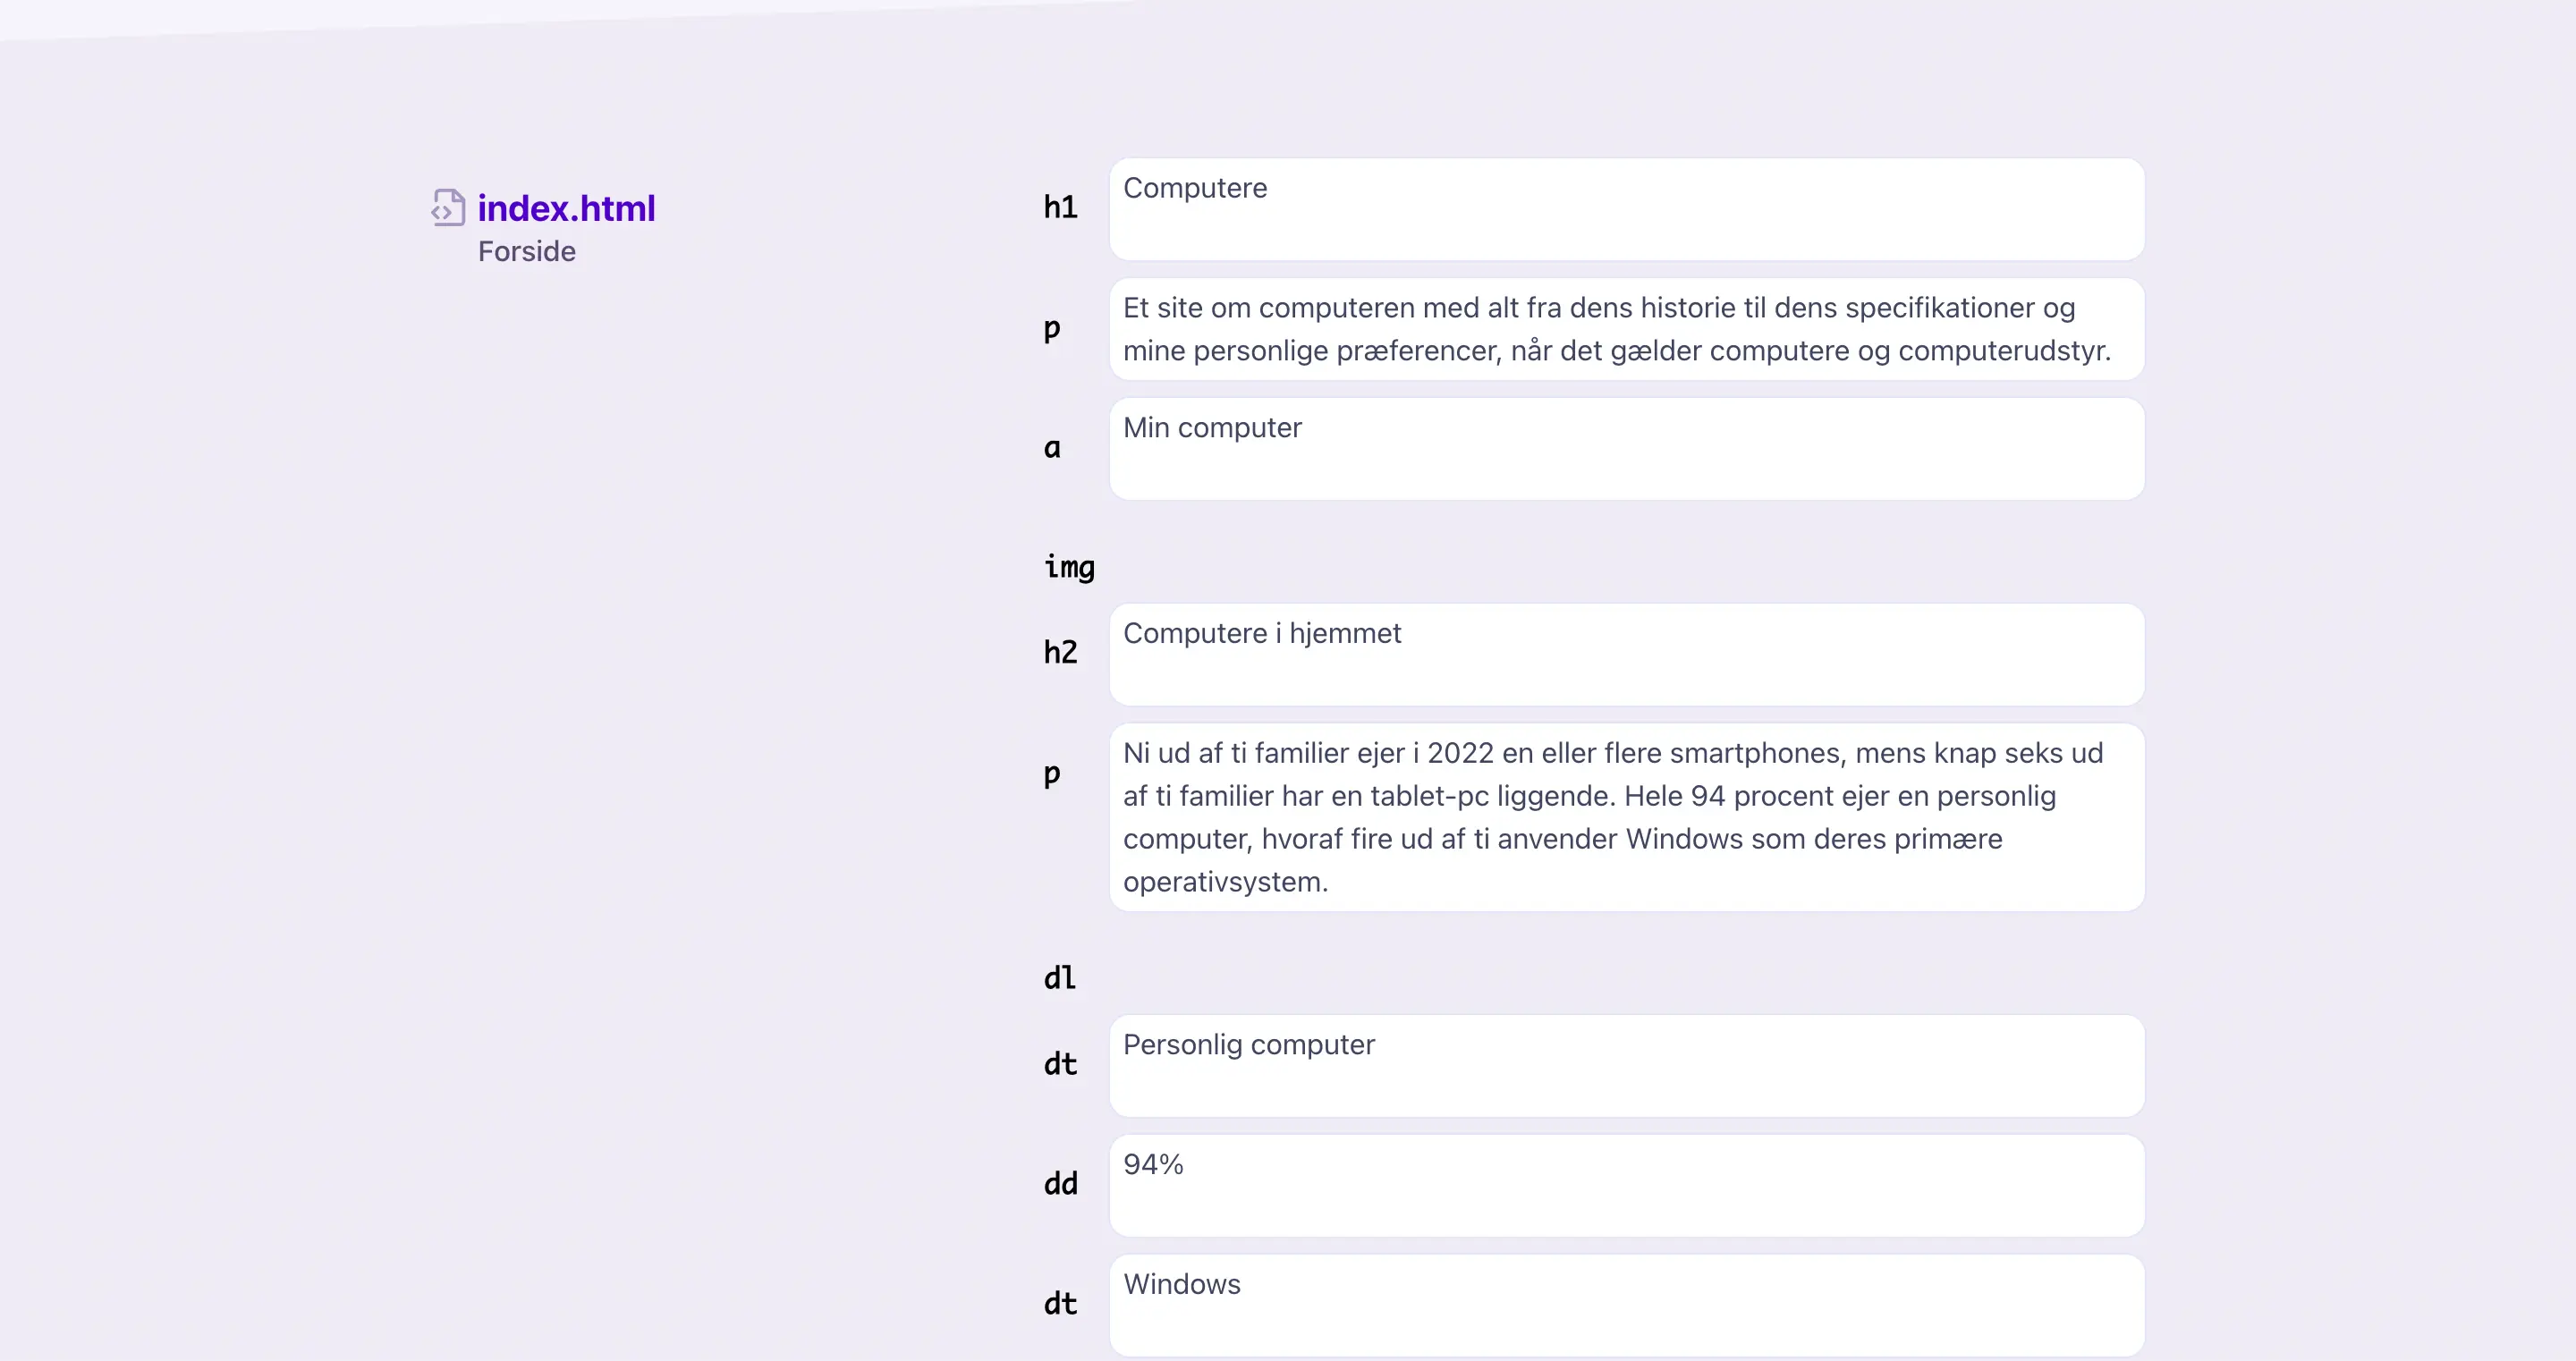 index.html
Forside
h1
Computere
p
Et site om computeren med alt fra dens historie til dens specifikationer og
mine personlige præferencer, når det gælder computere og computerudstyr.
a
Min computer
img
h2
Computere i hjemmet
p
Ni ud af ti familier ejer i 2022 en eller flere smartphones, mens knap seks ud
af ti familier har en tablet-pc liggende. Hele 94 procent ejer en personlig
computer, hvoraf fire ud af ti anvender Windows som deres primære
operativsystem.
dl
dt
Personlig computer
dd
94%
dt
Windows